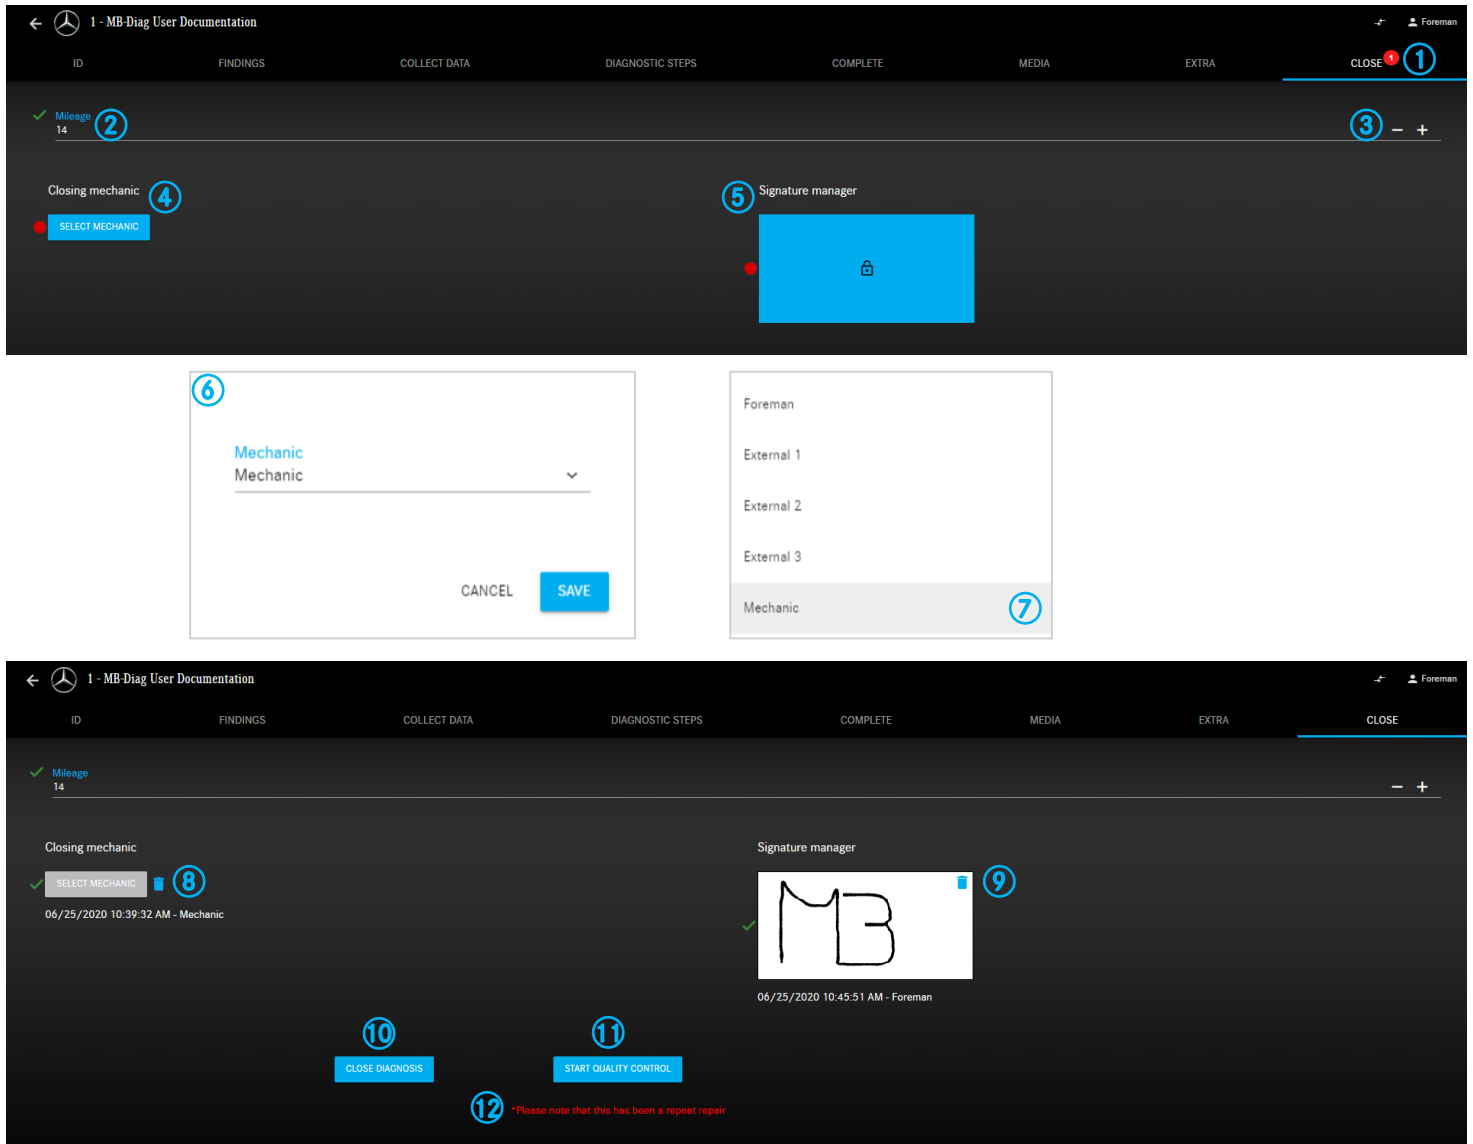 1 - MB-Diag User Documentation
Foreman
ID FINDINGS COLLECT DATA DIAGNOSTIC STEPS COMPLETE MEDIA EXTRA CLOSE 1 1
Mileage 2
14
3 − +
Closing mechanic 4
5 Signature manager
SELECT MECHANIC
6
Mechanic
Mechanic
CANCEL SAVE
Foreman
External 1
External 2
External 3
Mechanic 7
1 - MB-Diag User Documentation
Foreman
ID FINDINGS COLLECT DATA DIAGNOSTIC STEPS COMPLETE MEDIA EXTRA CLOSE
Mileage
14
− +
Closing mechanic
Signature manager
SELECT MECHANIC 8
06/25/2020 10:39:32 AM - Mechanic
MB 9
06/25/2020 10:45:51 AM - Foreman
10 11
CLOSE DIAGNOSIS START QUALITY CONTROL
12 *Please note that this has been a repeat repair